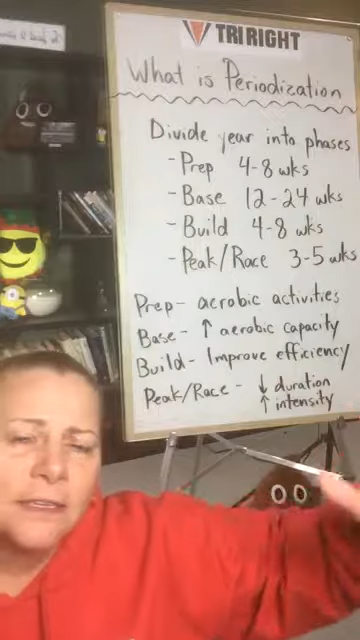 TRI RIGHT
What is Periodization
Divide year into phases
- Prep 4-8 wks
- Base 12-24 wks
- Build 4-8 wks
- Peak/Race 3-5 wks
Prep - aerobic activities
Base - ↑ aerobic capacity
Build - Improve efficiency
Peak/Race - ↓ duration
↑ intensity